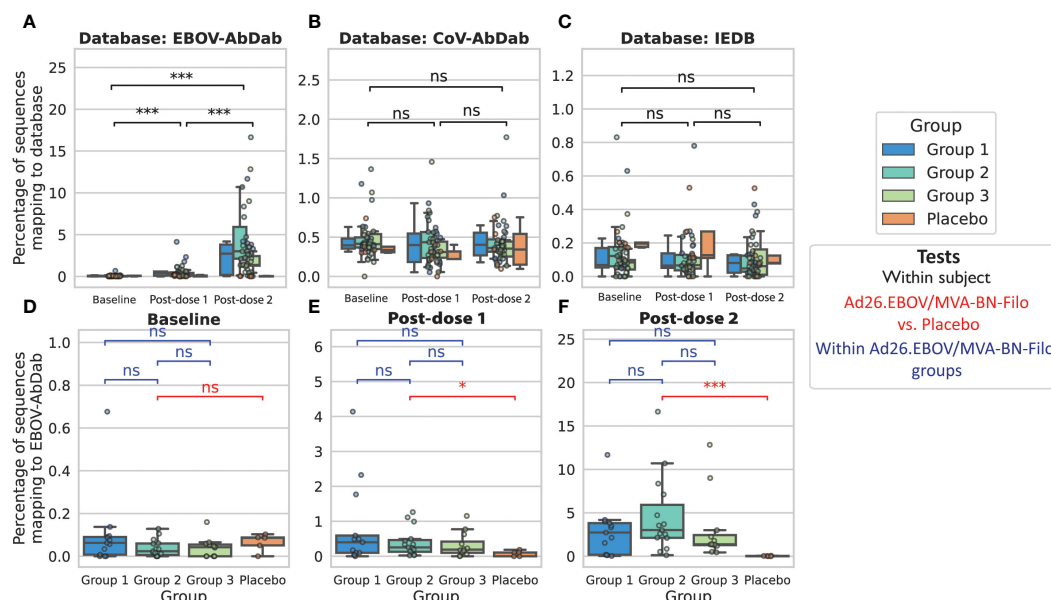 A
B
C
Database: EBOV-AbDab
Database: CoV-AbDab
Database: IEDB
Percentage of sequences
mapping to database
25
20
15
10
5
0
***
***
***
Baseline
Post-dose 1
Post-dose 2
2.5
2.0
1.5
1.0
0.5
0.0
ns
ns
ns
Baseline
Post-dose 1
Post-dose 2
1.2
1.0
0.8
0.6
0.4
0.2
0.0
ns
ns
ns
Baseline
Post-dose 1
Post-dose 2
Group
Group 1
Group 2
Group 3
Placebo
Tests
Within subject
Ad26.EBOV/MVA-BN-Filo
vs. Placebo
Within Ad26.EBOV/MVA-BN-Filo
groups
D
E
F
Baseline
Post-dose 1
Post-dose 2
Percentage of sequences
mapping to EBOV-AbDab
1.0
0.8
0.6
0.4
0.2
0.0
ns
ns
ns
ns
Group 1
Group 2
Group 3
Placebo
Group
6
5
4
3
2
1
0
ns
ns
ns
*
Group 1
Group 2
Group 3
Placebo
Group
25
20
15
10
5
0
ns
ns
ns
***
Group 1
Group 2
Group 3
Placebo
Group